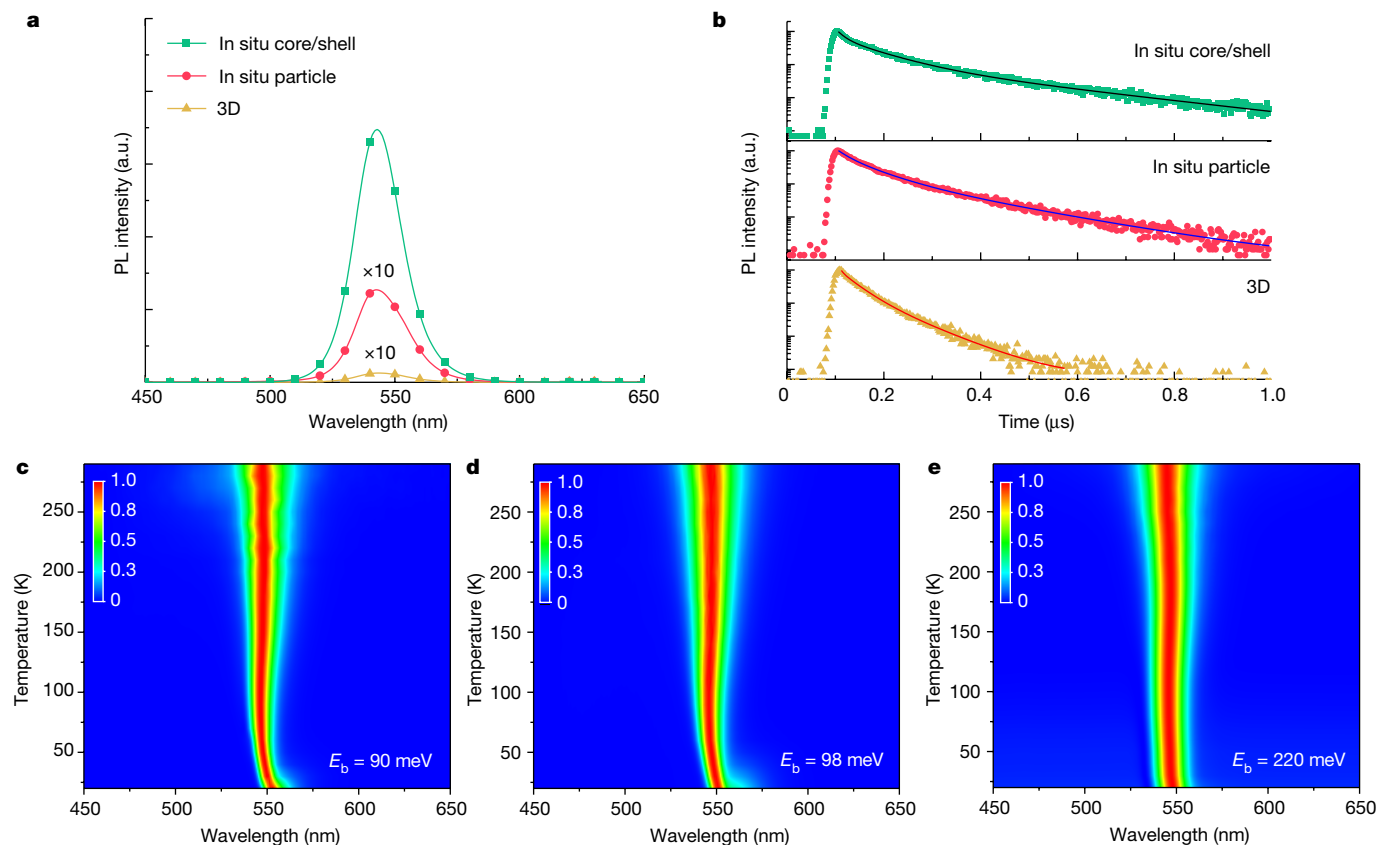 a
In situ core/shell
In situ particle
3D
×10
×10
PL intensity (a.u.)
450 500 550 600 650
Wavelength (nm)
b
In situ core/shell
In situ particle
3D
PL intensity (a.u.)
0 0.2 0.4 0.6 0.8 1.0
Time (μs)
c
1.0
0.8
0.5
0.3
0
250
200
150
100
50
Temperature (K)
E_b = 90 meV
450 500 550 600 650
Wavelength (nm)
d
1.0
0.8
0.5
0.3
0
250
200
150
100
50
Temperature (K)
E_b = 98 meV
450 500 550 600 650
Wavelength (nm)
e
1.0
0.8
0.5
0.3
0
250
200
150
100
50
Temperature (K)
E_b = 220 meV
450 500 550 600 650
Wavelength (nm)